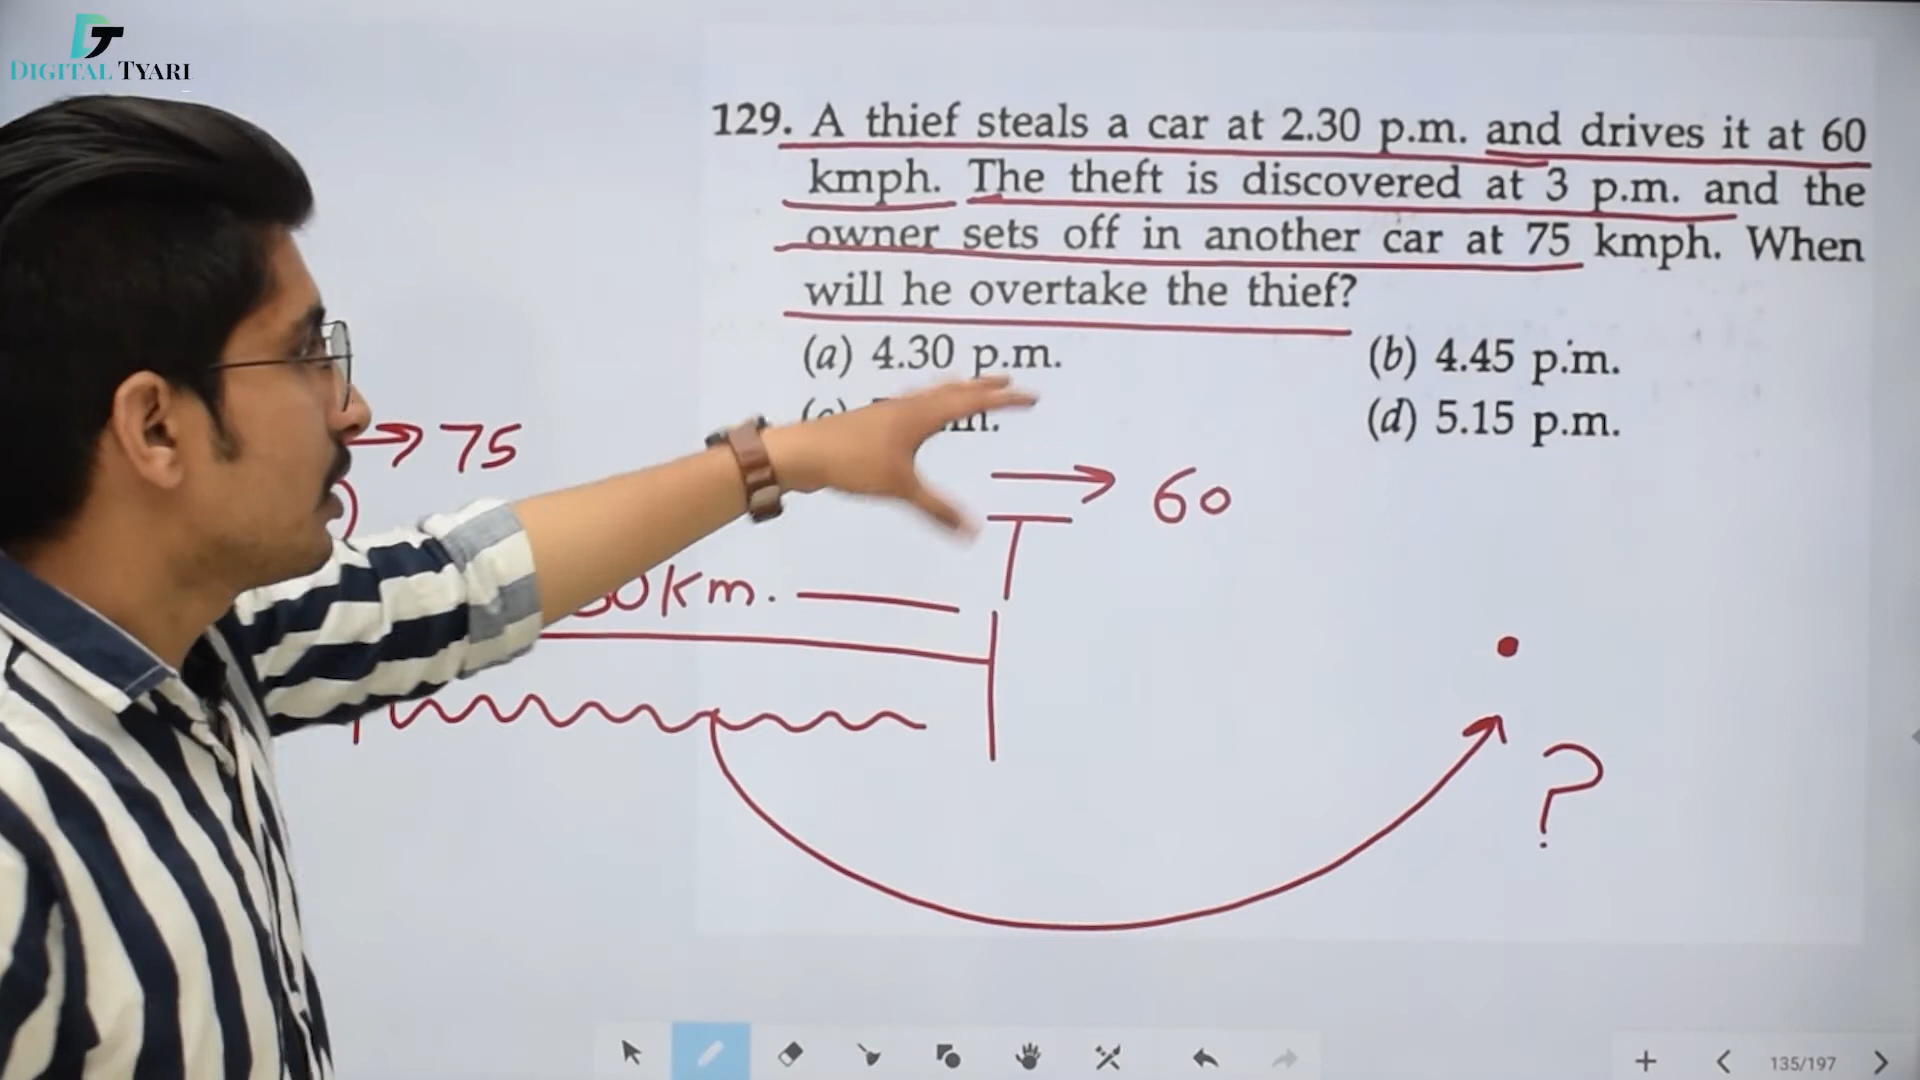 DT
DIGITAL TYARI
129. A thief steals a car at 2.30 p.m. and drives it at 60
kmph. The theft is discovered at 3 p.m. and the
owner sets off in another car at 75 kmph. When
will he overtake the thief?
(a) 4.30 p.m. (b) 4.45 p.m.
(d) 5.15 p.m.
75
60
T
km.
?
135/197